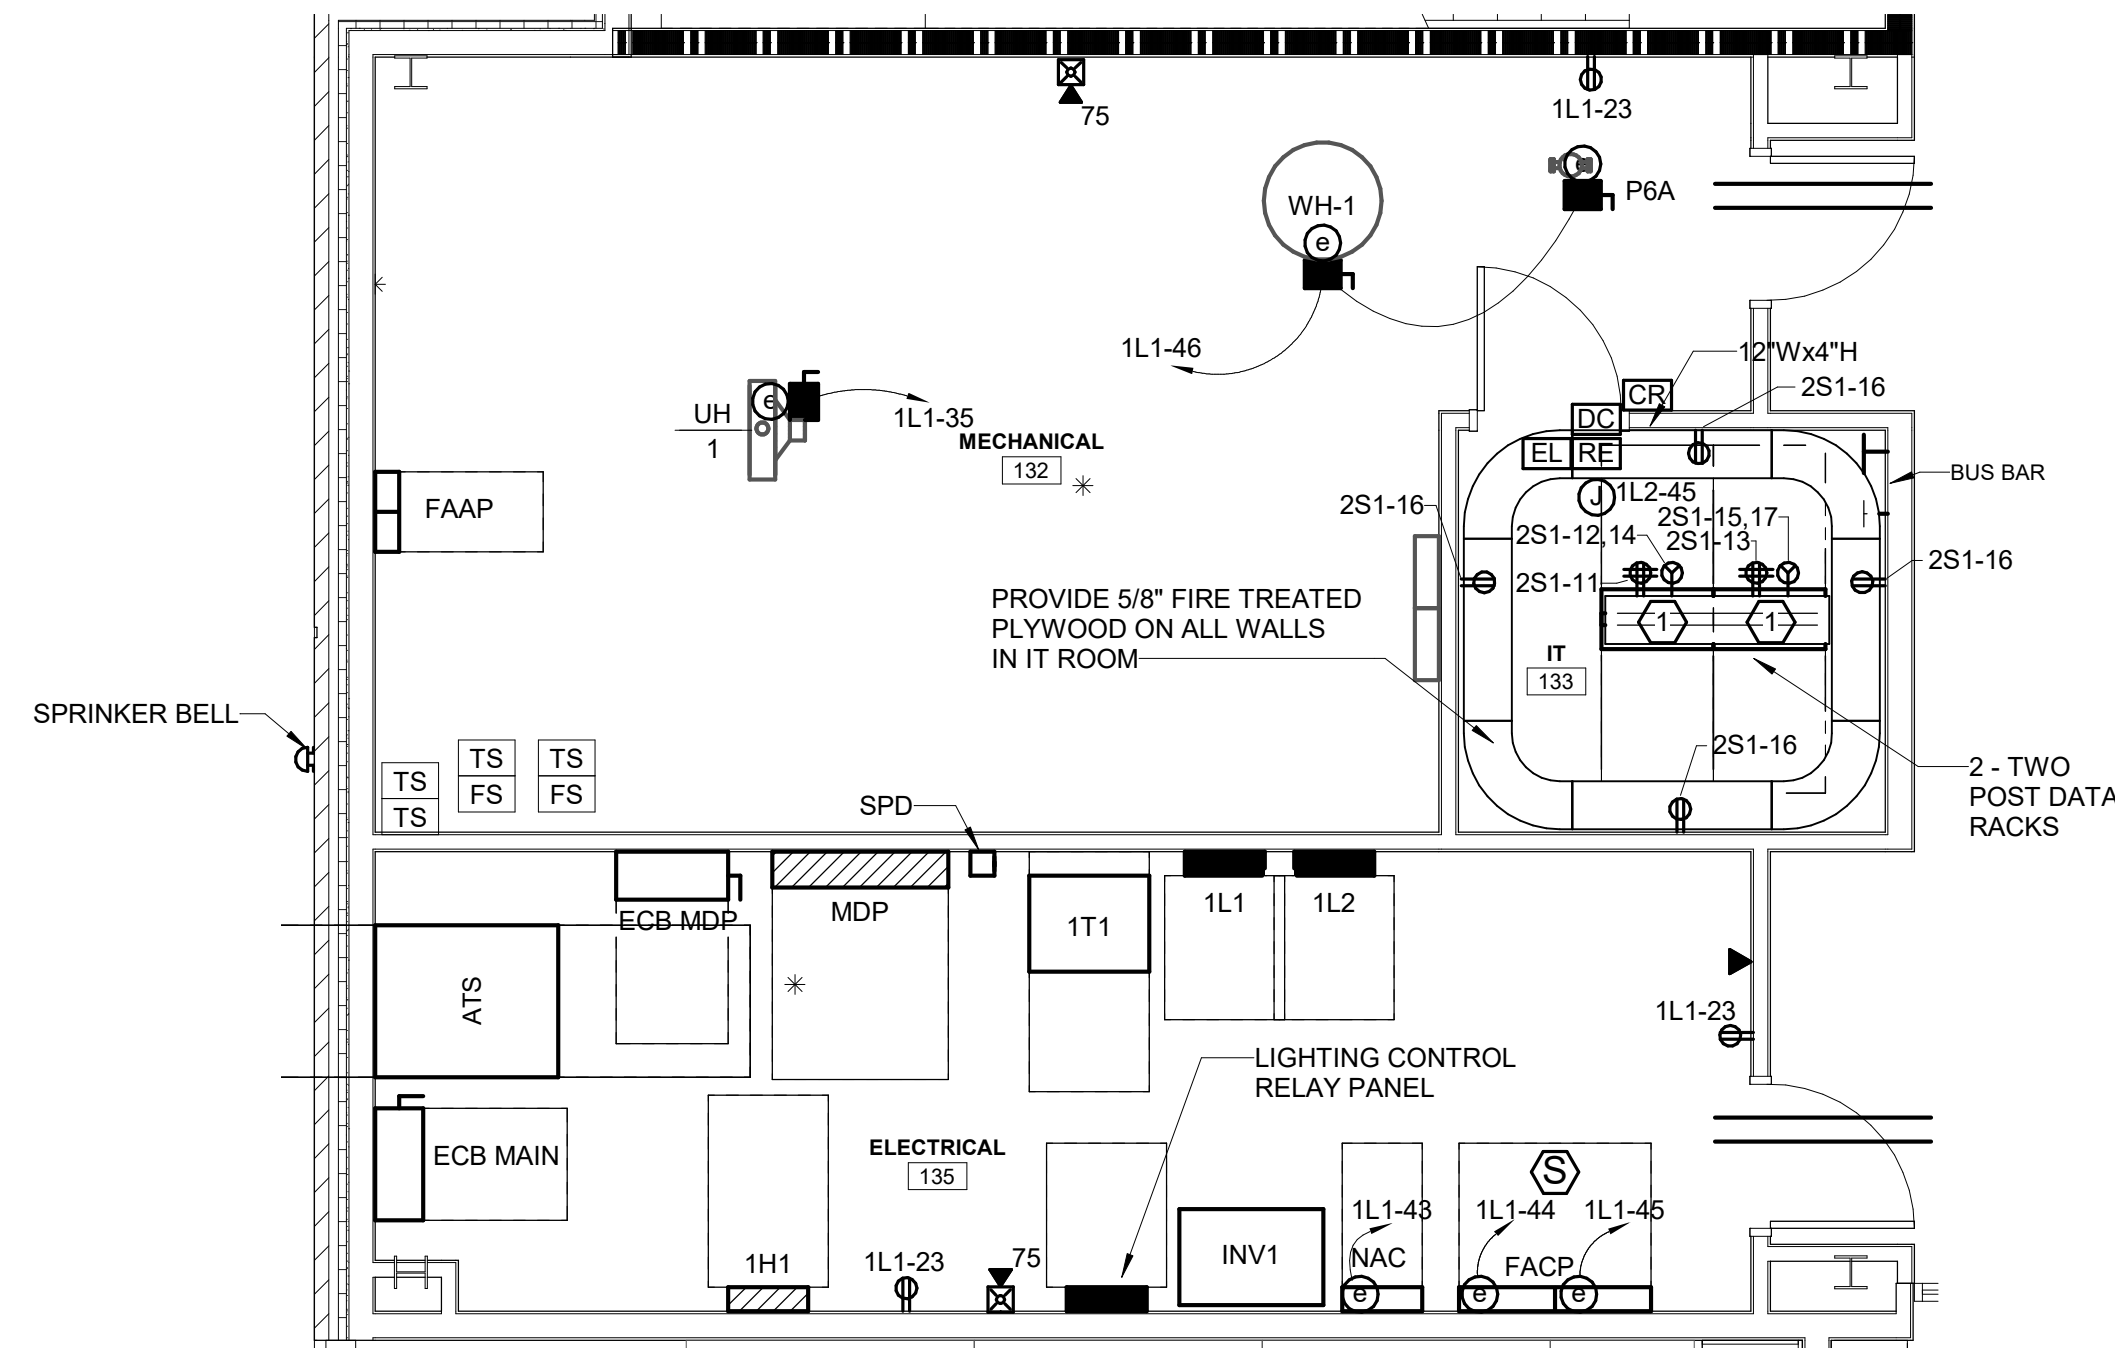 75
1L1-23
P6A
WH-1
e
e
1L1-46
12"Wx4"H
2S1-16
CR
DC
EL
RE
UH
1
e
1L1-35
MECHANICAL
132
BUS BAR
FAAP
2S1-16
J
1L2-45
2S1-15,17
2S1-12,14
2S1-13
2S1-11
2S1-16
PROVIDE 5/8" FIRE TREATED
PLYWOOD ON ALL WALLS
IN IT ROOM
1
1
IT
133
SPRINKER BELL
2S1-16
TS
FS
TS
FS
TS
TS
2 - TWO
POST DATA
RACKS
SPD
ECB MDP
MDP
1T1
1L1
1L2
ATS
1L1-23
LIGHTING CONTROL
RELAY PANEL
ECB MAIN
ELECTRICAL
135
S
1L1-43
1L1-44
1L1-45
1H1
1L1-23
75
INV1
NAC
FACP
e
e
e